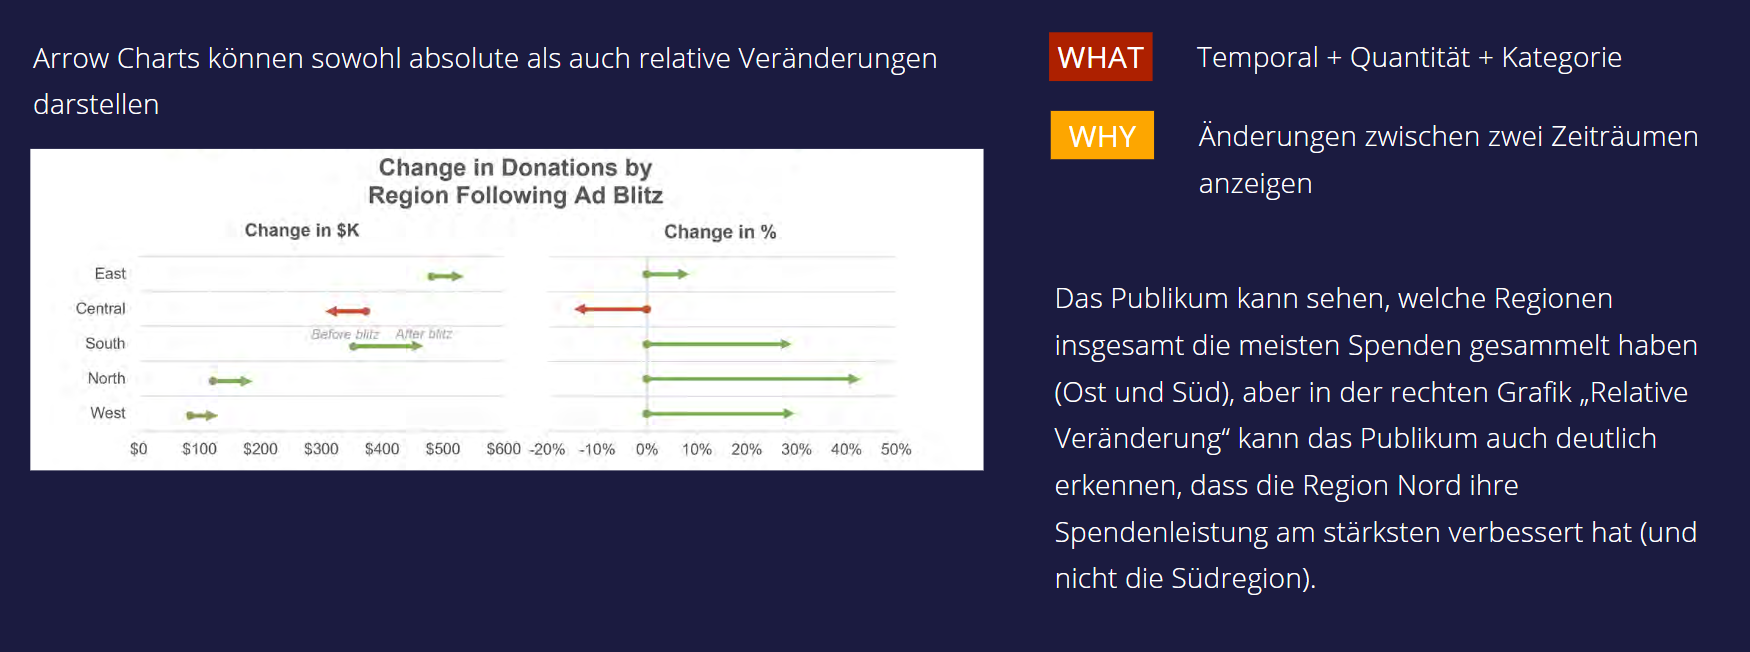 Arrow Charts können sowohl absolute als auch relative Veränderungen
darstellen
Change in Donations by
Region Following Ad Blitz
Change in $K
Change in %
East
Central
Before blitz After blitz
South
North
West
$0 $100 $200 $300 $400 $500 $600
-20% -10% 0% 10% 20% 30% 40% 50%
WHAT Temporal + Quantität + Kategorie
WHY Änderungen zwischen zwei Zeiträumen
anzeigen
Das Publikum kann sehen, welche Regionen
insgesamt die meisten Spenden gesammelt haben
(Ost und Süd), aber in der rechten Grafik „Relative
Veränderung“ kann das Publikum auch deutlich
erkennen, dass die Region Nord ihre
Spendenleistung am stärksten verbessert hat (und
nicht die Südregion).